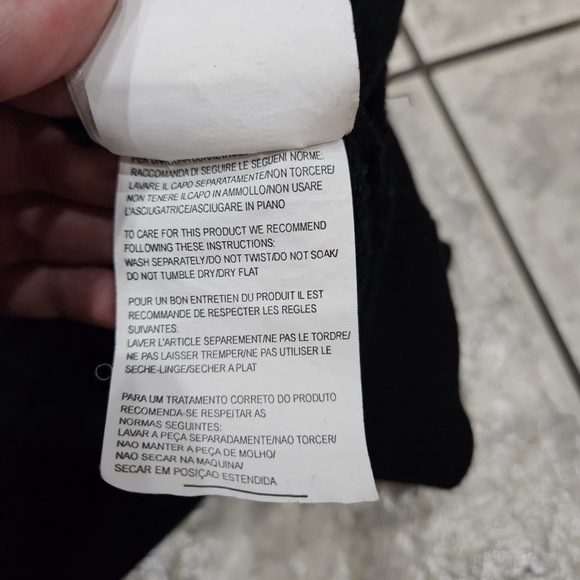 RACCOMANDA DI SEGUIRE LE SEGUENI NORME:
LAVARE IL CAPO SEPARATAMENTE/NON TORCERE/
NON TENERE IL CAPO IN AMMOLLO/NON USARE
L'ASCIUGATRICE/ASCIUGARE IN PIANO
TO CARE FOR THIS PRODUCT WE RECOMMEND
FOLLOWING THESE INSTRUCTIONS:
WASH SEPARATELY/DO NOT TWIST/DO NOT SOAK/
DO NOT TUMBLE DRY/DRY FLAT
POUR UN BON ENTRETIEN DU PRODUIT IL EST
RECOMMANDE DE RESPECTER LES REGLES
SUIVANTES:
LAVER L'ARTICLE SEPAREMENT/NE PAS LE TORDRE/
NE PAS LAISSER TREMPER/NE PAS UTILISER LE
SECHE-LINGE/SECHER A PLAT
PARA UM TRATAMENTO CORRETO DO PRODUTO
RECOMENDA-SE RESPEITAR AS
NORMAS SEGUINTES:
LAVAR A PEÇA SEPARADAMENTE/NAO TORCER/
NAO MANTER A PEÇA DE MOLHO/
NAO SECAR NA MAQUINA/
SECAR EM POSIÇAO ESTENDIDA